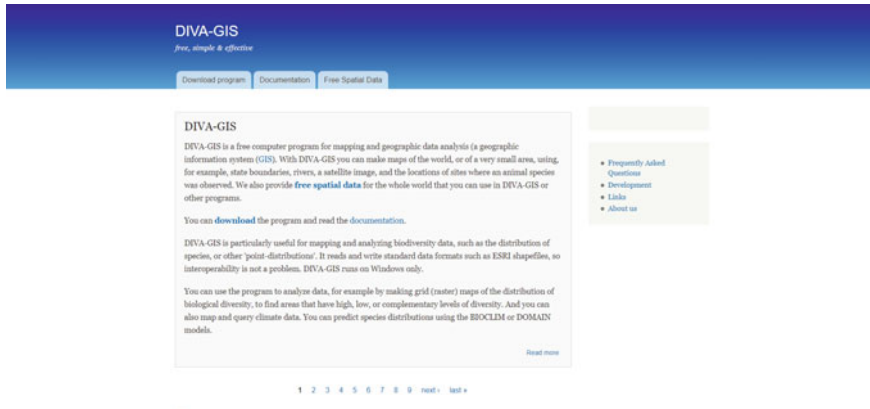 DIVA-GIS
free, simple & effective
Download program
Documentation
Free Spatial Data
DIVA-GIS
DIVA-GIS is a free computer program for mapping and geographic data analysis (a geographic
information system (GIS). With DIVA-GIS you can make maps of the world, or of a very small area, using,
for example, state boundaries, rivers, a satellite image, and the locations of sites where an animal species
was observed. We also provide free spatial data for the whole world that you can use in DIVA-GIS or
other programs.
You can download the program and read the documentation.
DIVA-GIS is particularly useful for mapping and analyzing biodiversity data, such as the distribution of
species, or other 'point-distributions'. It reads and write standard data formats such as ESRI shapefiles, so
interoperability is not a problem. DIVA-GIS runs on Windows only.
You can use the program to analyze data, for example by making grid (raster) maps of the distribution of
biological diversity, to find areas that have high, low, or complementary levels of diversity. And you can
also map and query climate data. You can predict species distributions using the BIOCLIM or DOMAIN
models.
Read more
1 2 3 4 5 6 7 8 9 next › last »
Frequently Asked
Questions
Development
Links
About us